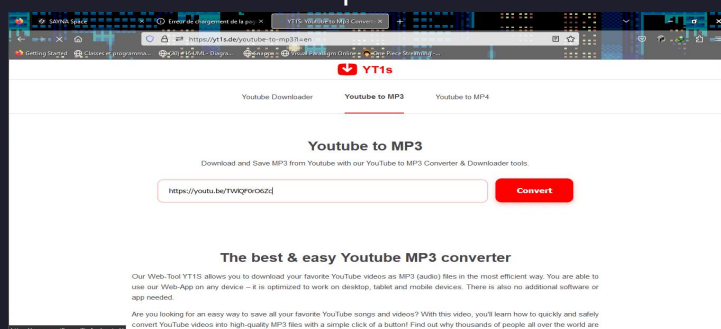 SAYNA Space
Erreur de chargement de la pag
YT1S: Youtube to Mp3 Convert
https://yt1s.de/youtube-to-mp3?l=en
Getting Started
Classes et programma...
YT1s
Youtube Downloader
Youtube to MP3
Youtube to MP4
Youtube to MP3
Download and Save MP3 from Youtube with our YouTube to MP3 Converter & Downloader tools.
https://youtu.be/TWlQF0rO6Zc
Convert
The best & easy Youtube MP3 converter
Our Web-Tool YT1S allows you to download your favorite YouTube videos as MP3 (audio) files in the most efficient way. You are able to
use our Web-App on any device – it is optimized to work on desktop, tablet and mobile devices. There is also no additional software or
app needed.
Are you looking for an easy way to save all your favorite YouTube songs and videos? With this video, you'll learn how to quickly and safely
convert YouTube videos into high-quality MP3 files with a simple click of a button! Find out why thousands of people all over the world are